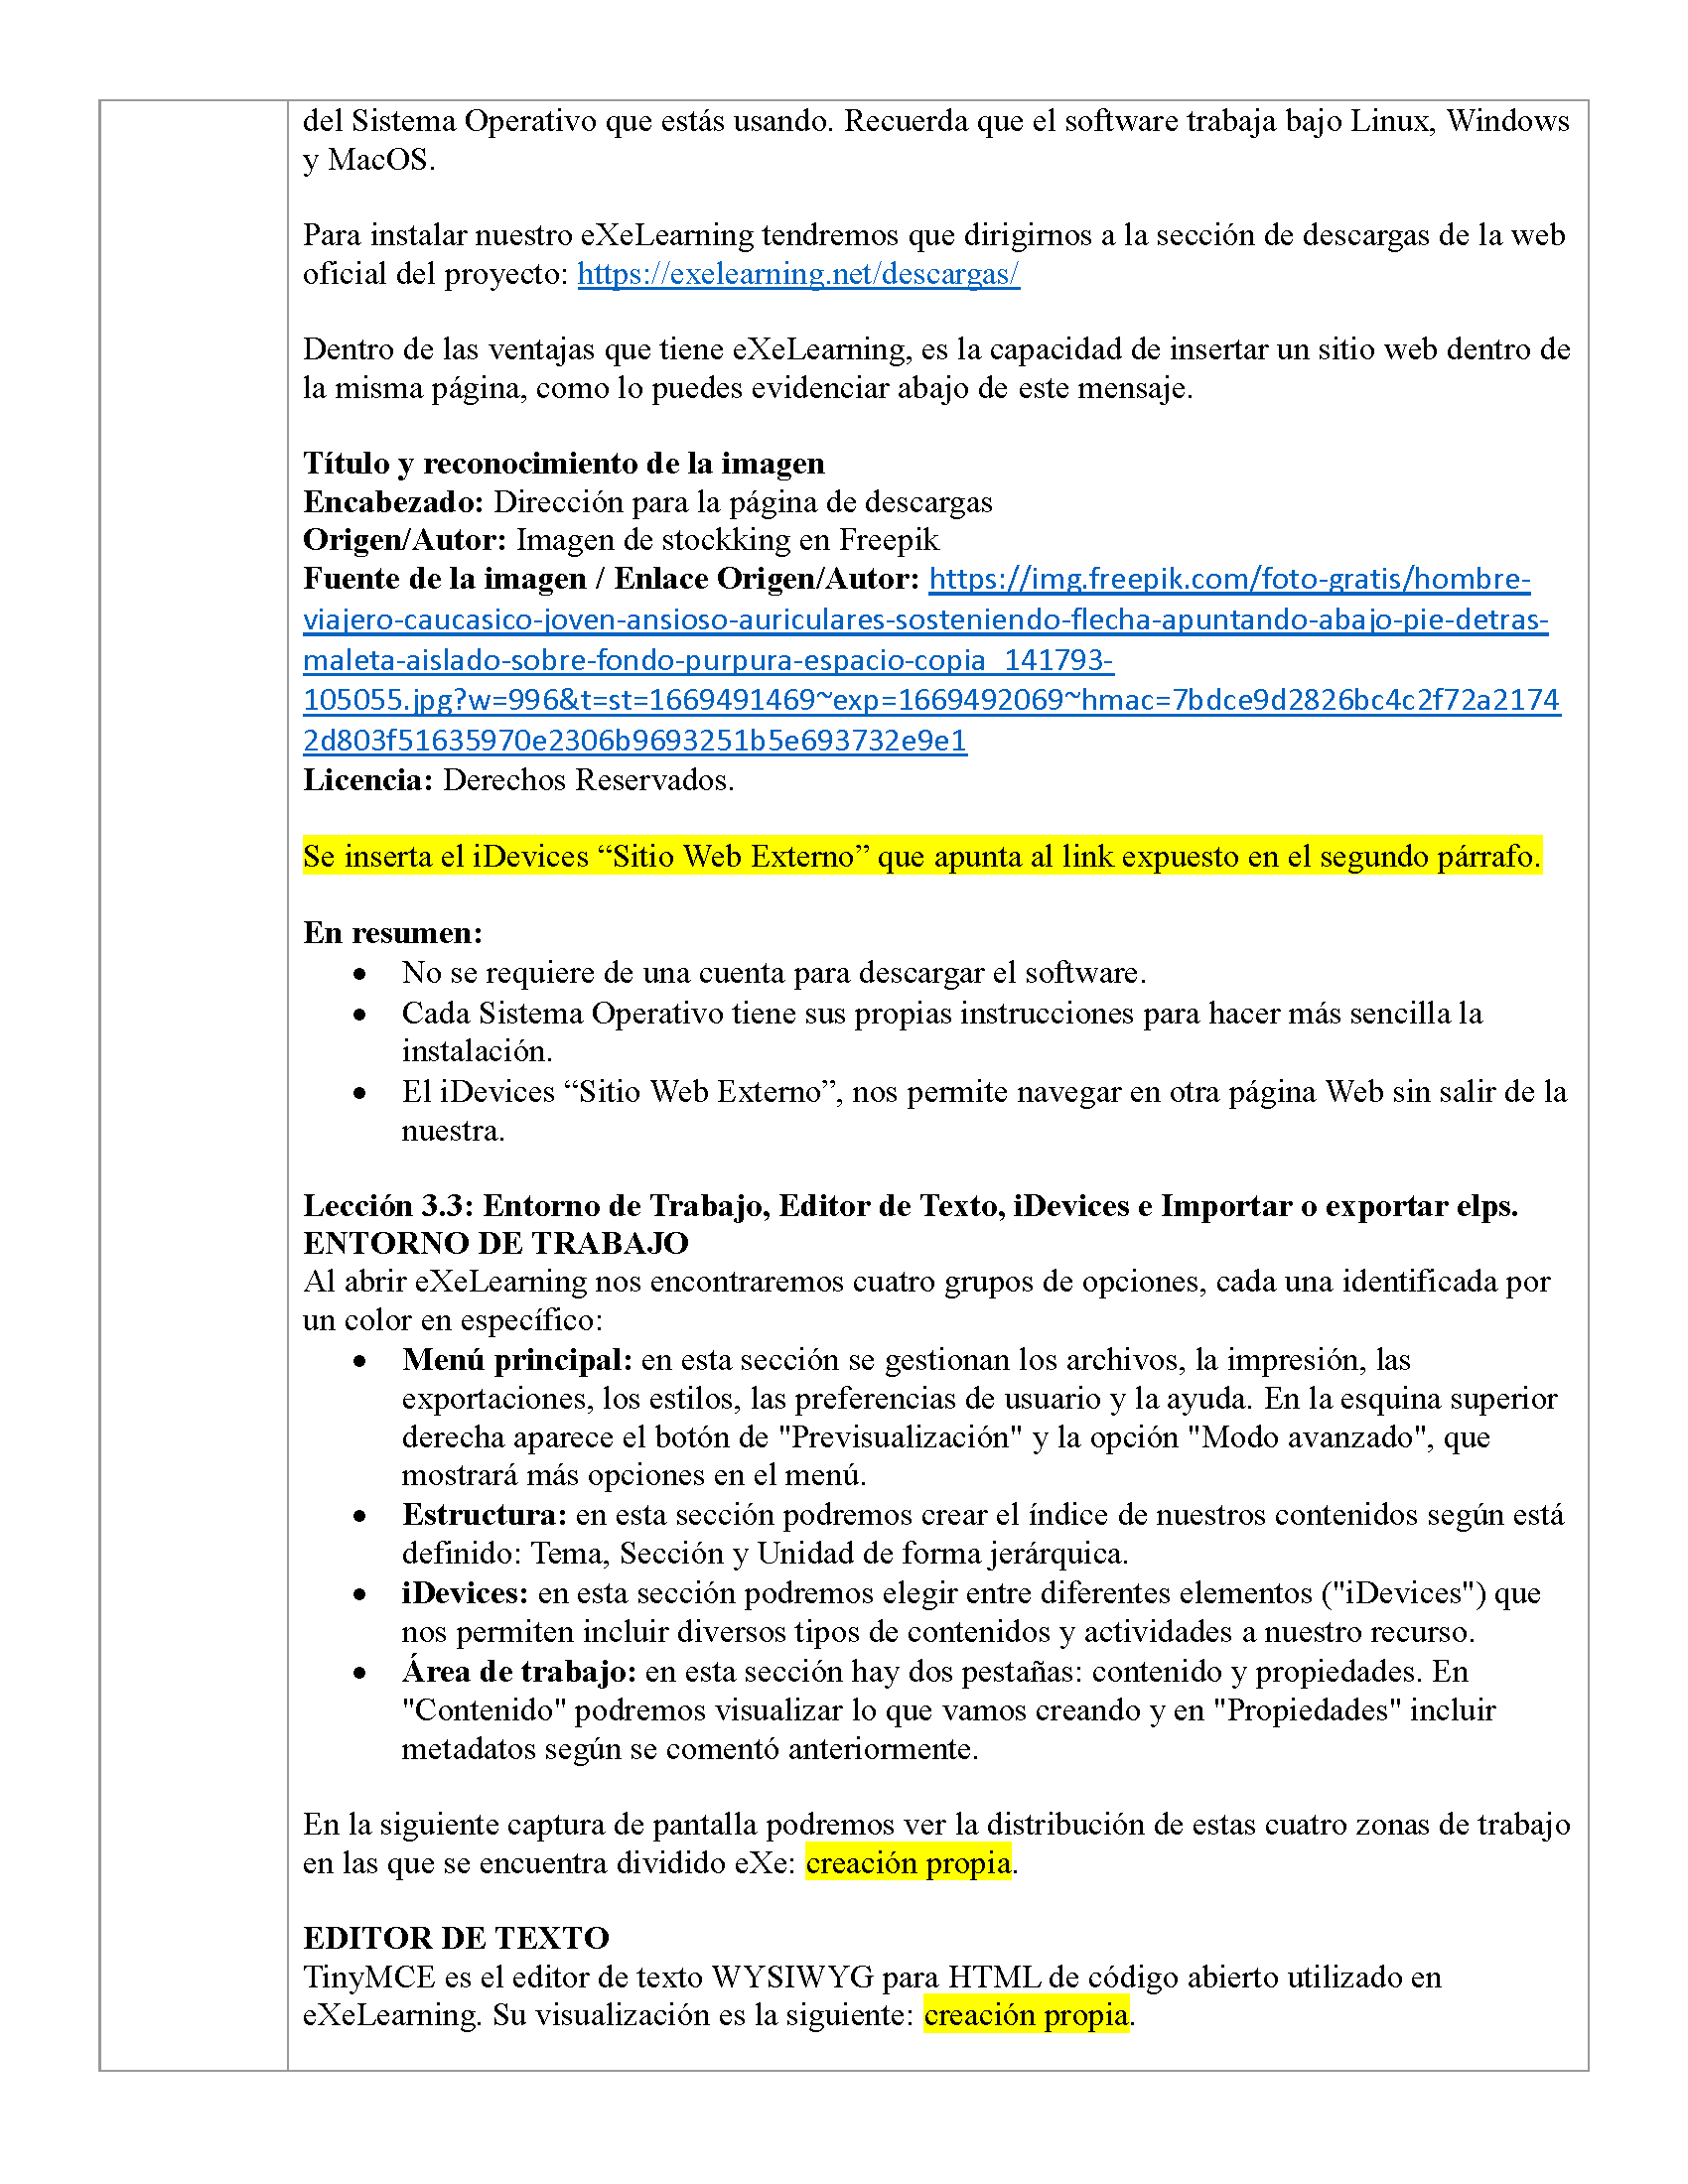 del Sistema Operativo que estás usando. Recuerda que el software trabaja bajo Linux, Windows
y MacOS.
Para instalar nuestro eXeLearning tendremos que dirigirnos a la sección de descargas de la web
oficial del proyecto: https://exelearning.net/descargas/
Dentro de las ventajas que tiene eXeLearning, es la capacidad de insertar un sitio web dentro de
la misma página, como lo puedes evidenciar abajo de este mensaje.
Título y reconocimiento de la imagen
Encabezado: Dirección para la página de descargas
Origen/Autor: Imagen de stockking en Freepik
Fuente de la imagen / Enlace Origen/Autor: https://img.freepik.com/foto-gratis/hombre-
viajero-caucasico-joven-ansioso-auriculares-sosteniendo-flecha-apuntando-abajo-pie-detras-
maleta-aislado-sobre-fondo-purpura-espacio-copia_141793-
105055.jpg?w=996&t=st=1669491469~exp=1669492069~hmac=7bdce9d2826bc4c2f72a2174
2d803f51635970e2306b9693251b5e693732e9e1
Licencia: Derechos Reservados.
Se inserta el iDevices “Sitio Web Externo” que apunta al link expuesto en el segundo párrafo.
En resumen:
• No se requiere de una cuenta para descargar el software.
• Cada Sistema Operativo tiene sus propias instrucciones para hacer más sencilla la
instalación.
• El iDevices “Sitio Web Externo”, nos permite navegar en otra página Web sin salir de la
nuestra.
Lección 3.3: Entorno de Trabajo, Editor de Texto, iDevices e Importar o exportar elps.
ENTORNO DE TRABAJO
Al abrir eXeLearning nos encontraremos cuatro grupos de opciones, cada una identificada por
un color en específico:
• Menú principal: en esta sección se gestionan los archivos, la impresión, las
exportaciones, los estilos, las preferencias de usuario y la ayuda. En la esquina superior
derecha aparece el botón de "Previsualización" y la opción "Modo avanzado", que
mostrará más opciones en el menú.
• Estructura: en esta sección podremos crear el índice de nuestros contenidos según está
definido: Tema, Sección y Unidad de forma jerárquica.
• iDevices: en esta sección podremos elegir entre diferentes elementos ("iDevices") que
nos permiten incluir diversos tipos de contenidos y actividades a nuestro recurso.
• Área de trabajo: en esta sección hay dos pestañas: contenido y propiedades. En
"Contenido" podremos visualizar lo que vamos creando y en "Propiedades" incluir
metadatos según se comentó anteriormente.
En la siguiente captura de pantalla podremos ver la distribución de estas cuatro zonas de trabajo
en las que se encuentra dividido eXe: creación propia.
EDITOR DE TEXTO
TinyMCE es el editor de texto WYSIWYG para HTML de código abierto utilizado en
eXeLearning. Su visualización es la siguiente: creación propia.